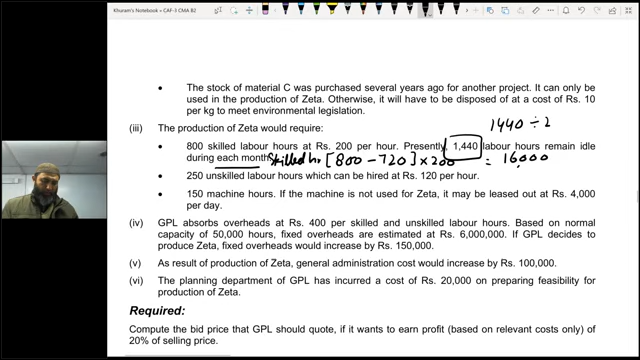 Khuram's Notebook » CAF-3 CMA B2
• The stock of material C was purchased several years ago for another project. It can only be
used in the production of Zeta. Otherwise, it will have to be disposed of at a cost of Rs. 10
per kg to meet environmental legislation.
1440 ÷ 2
(iii) The production of Zeta would require:
• 800 skilled labour hours at Rs. 200 per hour. Presently, 1,440 labour hours remain idle
during each month.
Skilled hr [800 - 720] × 200 = 16,000
• 250 unskilled labour hours which can be hired at Rs. 120 per hour.
• 150 machine hours. If the machine is not used for Zeta, it may be leased out at Rs. 4,000
per day.
(iv) GPL absorbs overheads at Rs. 400 per skilled and unskilled labour hours. Based on normal
capacity of 50,000 hours, fixed overheads are estimated at Rs. 6,000,000. If GPL decides to
produce Zeta, fixed overheads would increase by Rs. 150,000.
(v) As result of production of Zeta, general administration cost would increase by Rs. 100,000.
(vi) The planning department of GPL has incurred a cost of Rs. 20,000 on preparing feasibility for
production of Zeta.
Required:
Compute the bid price that GPL should quote, if it wants to earn profit (based on relevant costs only) of
20% of selling price.